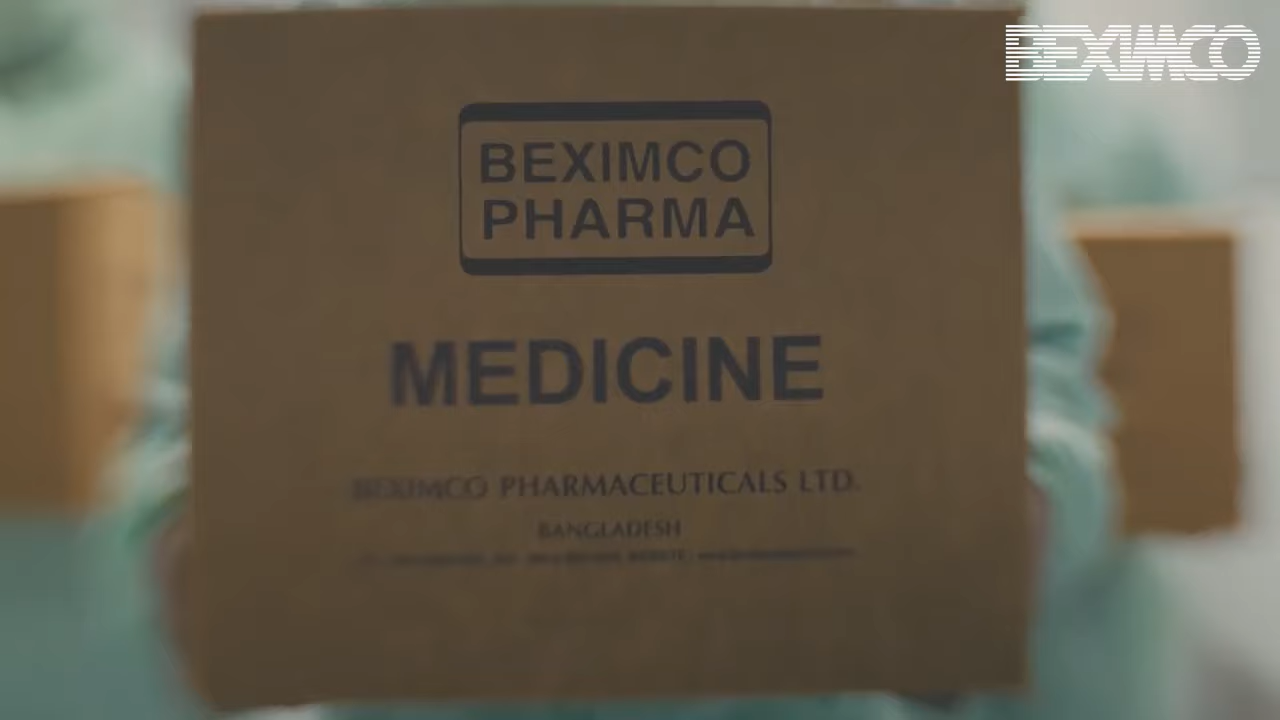 BEXIMCO
BEXIMCO
PHARMA
MEDICINE
BEXIMCO PHARMACEUTICALS LTD.
BANGLADESH